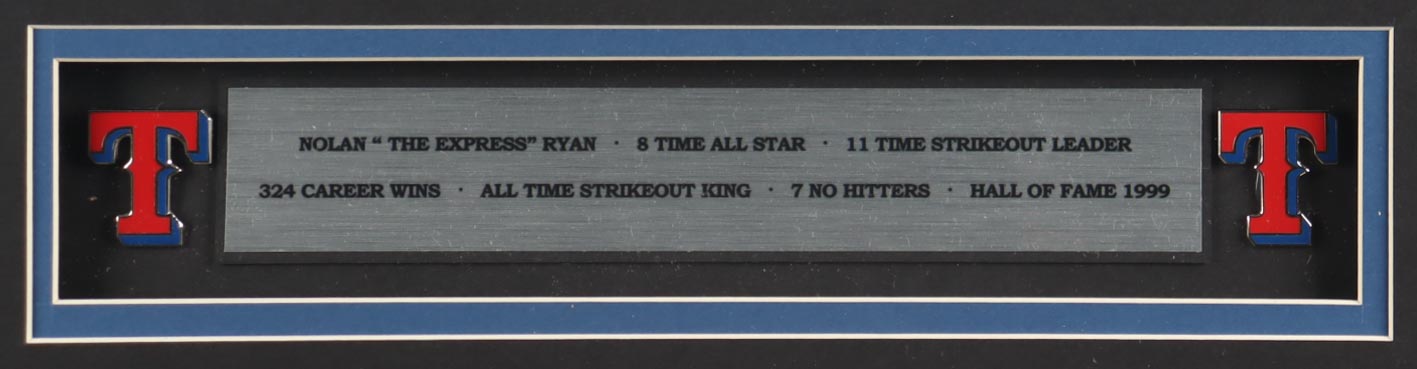 NOLAN “ THE EXPRESS” RYAN · 8 TIME ALL STAR · 11 TIME STRIKEOUT LEADER
324 CAREER WINS · ALL TIME STRIKEOUT KING · 7 NO HITTERS · HALL OF FAME 1999
T T